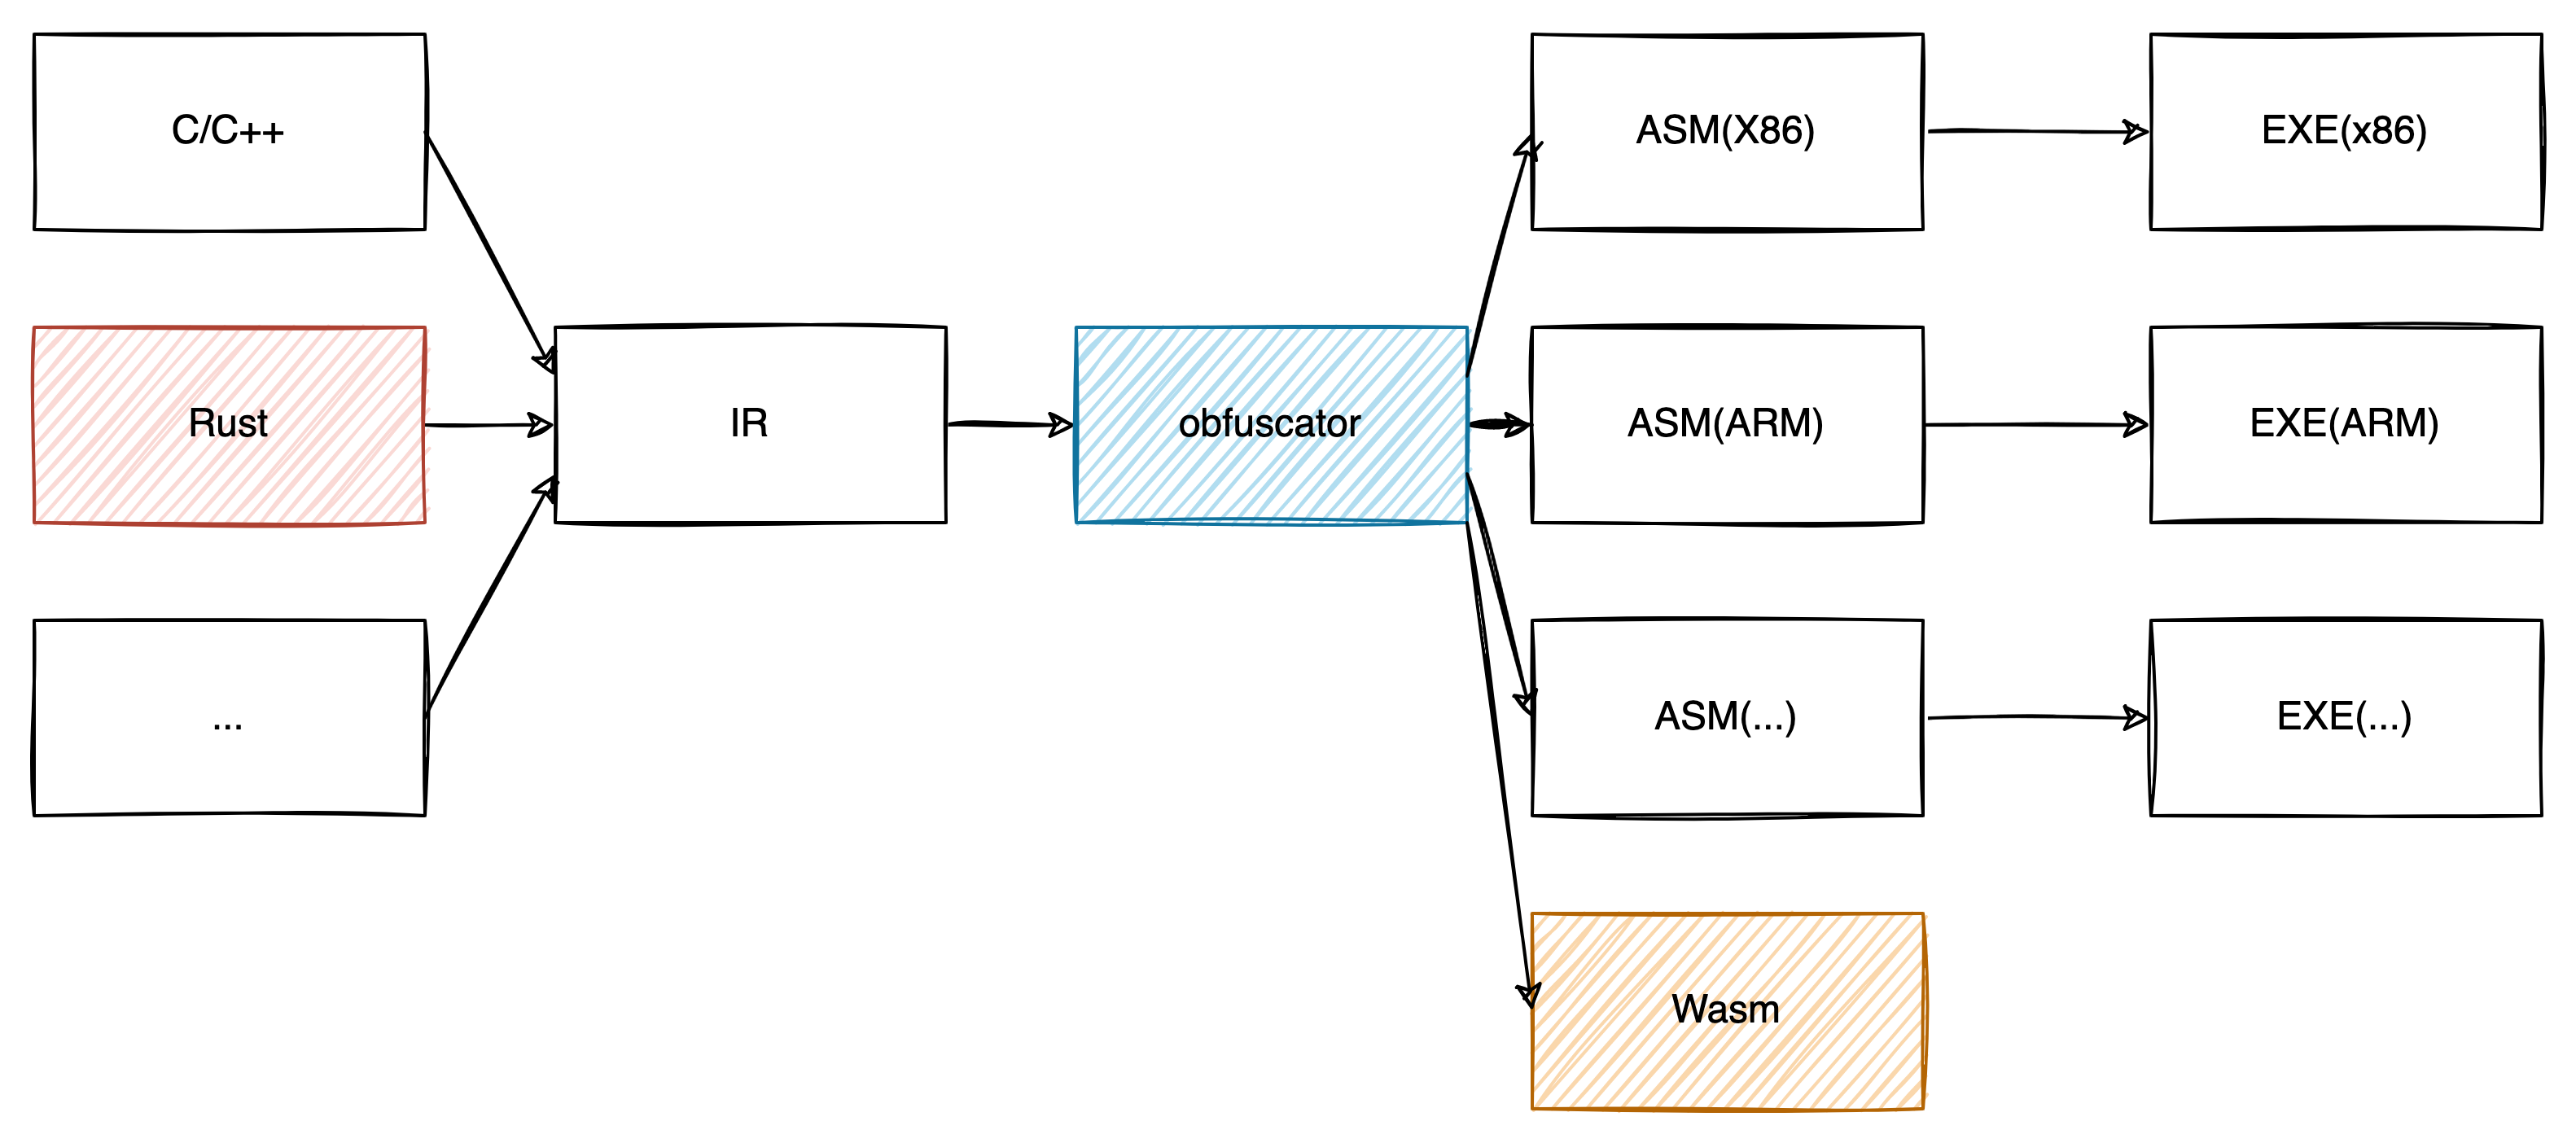 C/C++
ASM(X86)
EXE(x86)
Rust
IR
obfuscator
ASM(ARM)
EXE(ARM)
...
ASM(...)
EXE(...)
Wasm